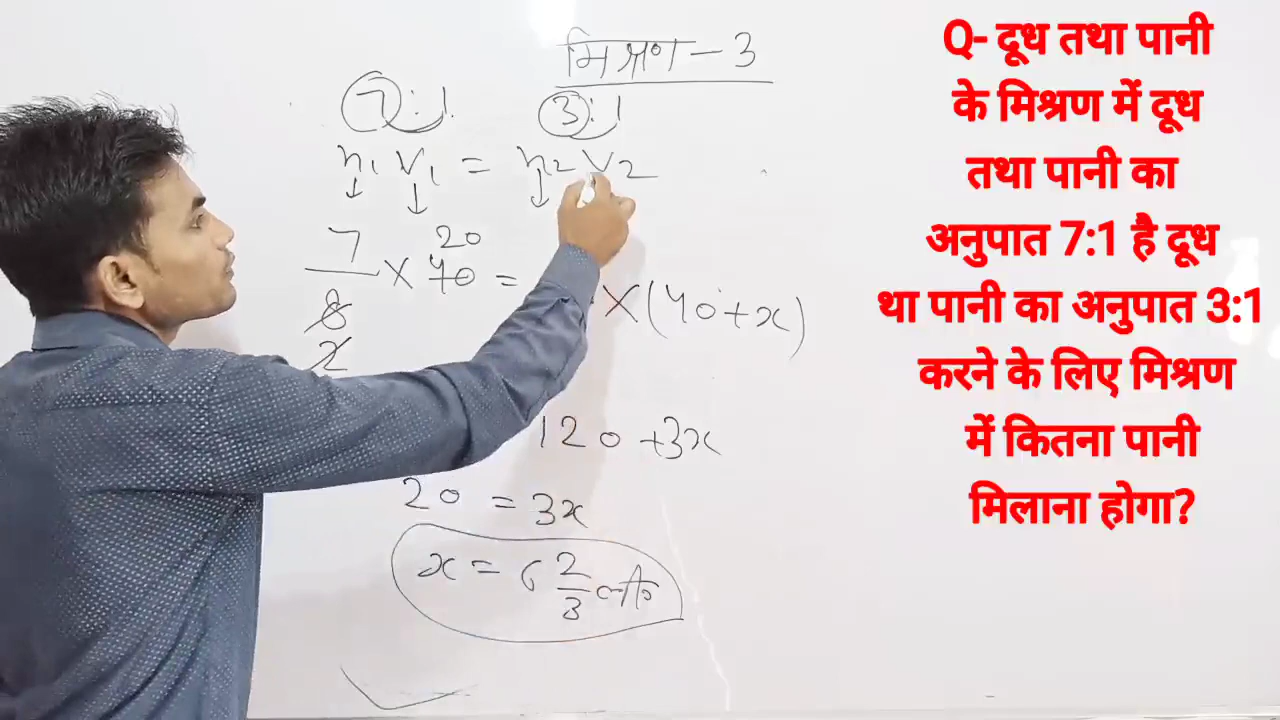 मिश्रण - 3
7:1 3:1
n1 v1 = n2 v2
↓ ↓ ↓
7/8 × 40 = × (40+x)
20
2
120 + 3x
20 = 3x
x = 6 2/3
Q- दूध तथा पानी
के मिश्रण में दूध
तथा पानी का
अनुपात 7:1 है दूध
था पानी का अनुपात 3:1
करने के लिए मिश्रण
में कितना पानी
मिलाना होगा?